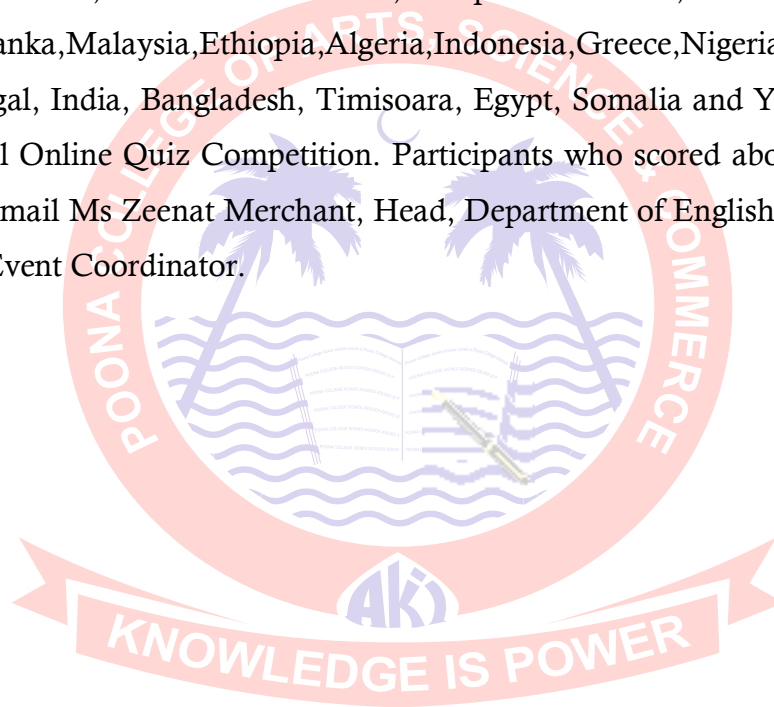 anka,Malaysia,Ethiopia,Algeria,Indonesia,Greece,Nigeria
gal, India, Bangladesh, Timisoara, Egypt, Somalia and Y
l Online Quiz Competition. Participants who scored abo
mail Ms Zeenat Merchant, Head, Department of English
Event Coordinator.
POONA COLLEGE OF ARTS, SCIENCE & COMMERCE
AKI
KNOWLEDGE IS POWER